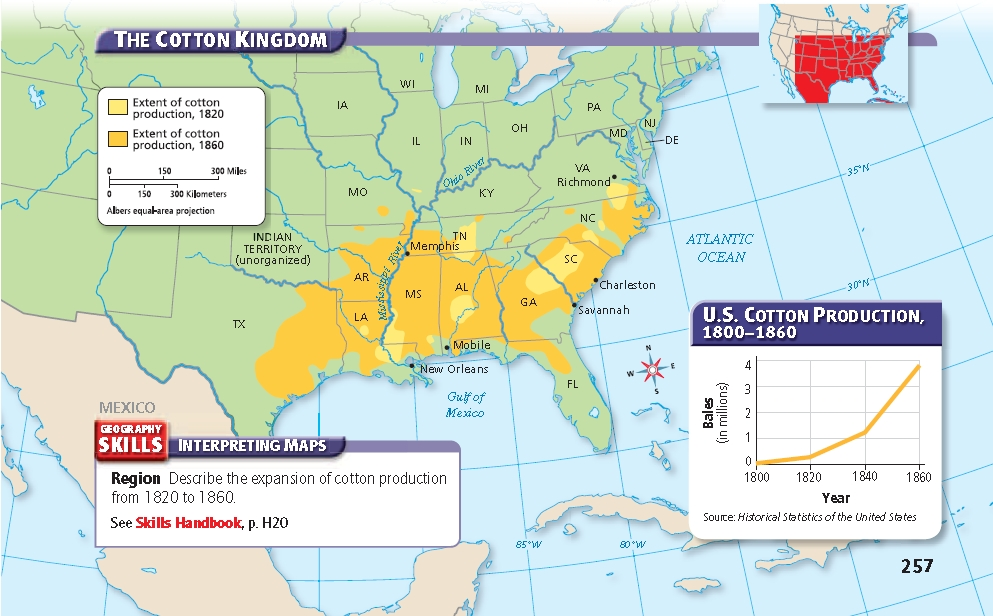 THE COTTON KINGDOM
Extent of cotton
production, 1820
Extent of cotton
production, 1860
0 150 300 Miles
0 150 300 Kilometers
Albers equal-area projection
WI
MI
IA
PA
NJ
OH
MD
DE
IL
IN
Ohio River
VA
Richmond
MO
KY
NC
INDIAN
TERRITORY
(unorganized)
TN
Memphis
Mississippi River
AR
SC
MS
AL
GA
Charleston
Savannah
LA
TX
Mobile
New Orleans
FL
Gulf of
Mexico
MEXICO
ATLANTIC
OCEAN
35°N
30°N
N
W E
S
85°W
80°W
GEOGRAPHY
SKILLS
INTERPRETING MAPS
Region Describe the expansion of cotton production
from 1820 to 1860.
See Skills Handbook, p. H20
U.S. COTTON PRODUCTION,
1800–1860
Bales
(in millions)
4
3
2
1
0
1800 1820 1840 1860
Year
Source: Historical Statistics of the United States
257